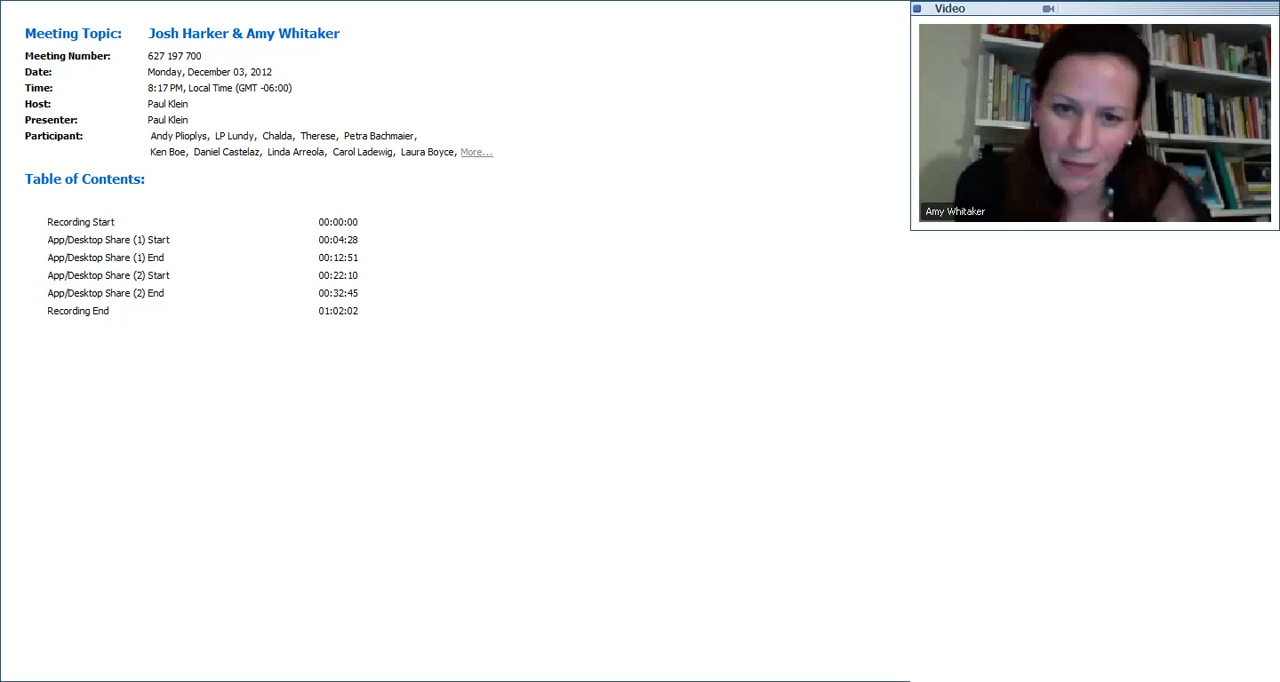 Meeting Topic: Josh Harker & Amy Whitaker
Meeting Number: 627 197 700
Date: Monday, December 03, 2012
Time: 8:17 PM, Local Time (GMT -06:00)
Host: Paul Klein
Presenter: Paul Klein
Participant: Andy Plioplys, LP Lundy, Chalda, Therese, Petra Bachmaier,
Ken Boe, Daniel Castelaz, Linda Arreola, Carol Ladewig, Laura Boyce, More...
Table of Contents:
Recording Start 00:00:00
App/Desktop Share (1) Start 00:04:28
App/Desktop Share (1) End 00:12:51
App/Desktop Share (2) Start 00:22:10
App/Desktop Share (2) End 00:32:45
Recording End 01:02:02
Video
Amy Whitaker